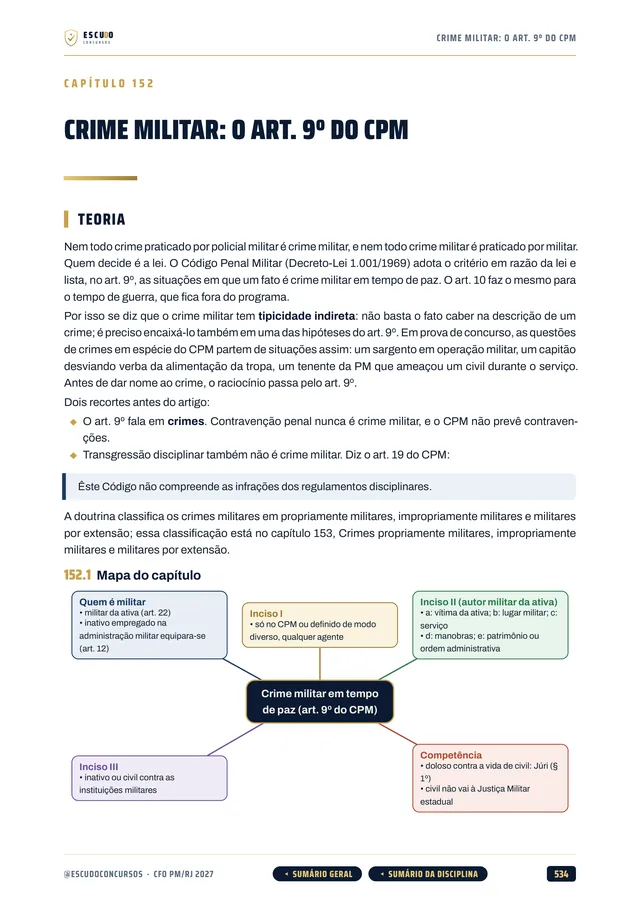 ESCUDO
CONCURSOS
CRIME MILITAR: O ART. 9º DO CPM
CAPÍTULO 152
CRIME MILITAR: O ART. 9º DO CPM
TEORIA
Nem todo crime praticado por policial militar é crime militar, e nem todo crime militar é praticado por militar.
Quem decide é a lei. O Código Penal Militar (Decreto-Lei 1.001/1969) adota o critério em razão da lei e
lista, no art. 9º, as situações em que um fato é crime militar em tempo de paz. O art. 10 faz o mesmo para
o tempo de guerra, que fica fora do programa.
Por isso se diz que o crime militar tem tipicidade indireta: não basta o fato caber na descrição de um
crime; é preciso encaixá-lo também em uma das hipóteses do art. 9º. Em prova de concurso, as questões
de crimes em espécie do CPM partem de situações assim: um sargento em operação militar, um capitão
desviando verba da alimentação da tropa, um tenente da PM que ameaçou um civil durante o serviço.
Antes de dar nome ao crime, o raciocínio passa pelo art. 9º.
Dois recortes antes do artigo:
◆ O art. 9º fala em crimes. Contravenção penal nunca é crime militar, e o CPM não prevê contraven-
ções.
◆ Transgressão disciplinar também não é crime militar. Diz o art. 19 do CPM:
Êste Código não compreende as infrações dos regulamentos disciplinares.
A doutrina classifica os crimes militares em propriamente militares, impropriamente militares e militares
por extensão; essa classificação está no capítulo 153, Crimes propriamente militares, impropriamente
militares e militares por extensão.
152.1 Mapa do capítulo
Quem é militar
• militar da ativa (art. 22)
• inativo empregado na
administração militar equipara-se
(art. 12)
Inciso I
• só no CPM ou definido de modo
diverso, qualquer agente
Inciso II (autor militar da ativa)
• a: vítima da ativa; b: lugar militar; c:
serviço
• d: manobras; e: patrimônio ou
ordem administrativa
Crime militar em tempo
de paz (art. 9º do CPM)
Inciso III
• inativo ou civil contra as
instituições militares
Competência
• doloso contra a vida de civil: Júri (§
1º)
• civil não vai à Justiça Militar
estadual
@ESCUDOCONCURSOS · CFO PM/RJ 2027
SUMÁRIO GERAL
SUMÁRIO DA DISCIPLINA
534